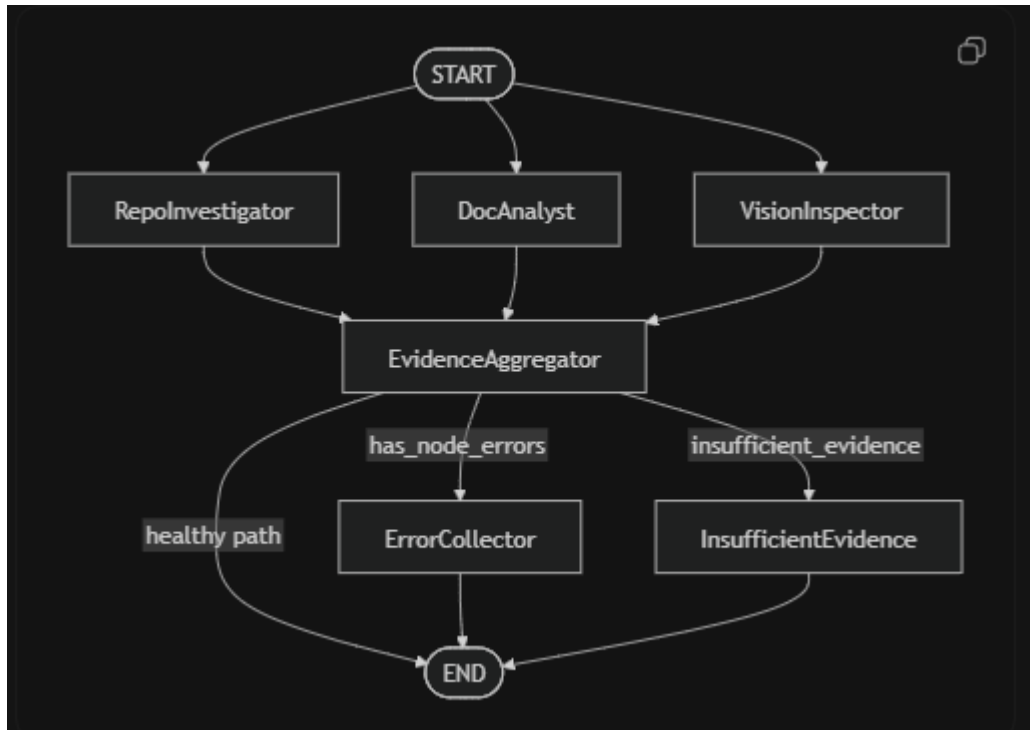 START
RepoInvestigator
DocAnalyst
VisionInspector
EvidenceAggregator
has_node_errors
insufficient_evidence
healthy path
ErrorCollector
InsufficientEvidence
END